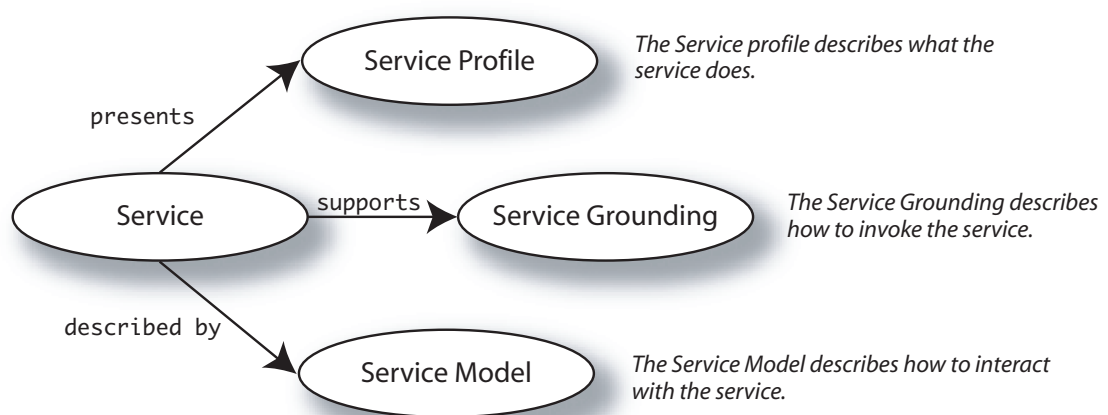 Service Profile
The Service profile describes what the
service does.
presents
Service
supports
Service Grounding
The Service Grounding describes
how to invoke the service.
described by
Service Model
The Service Model describes how to interact
with the service.